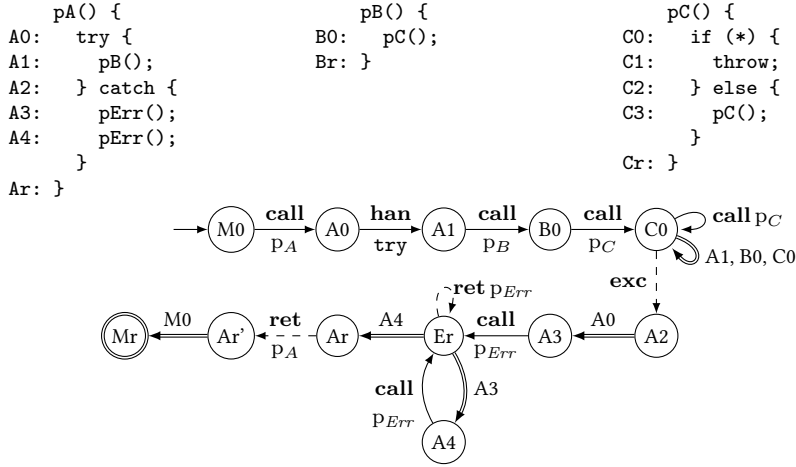 pA() {
A0: try {
A1: pB();
A2: } catch {
A3: pErr();
A4: pErr();
}
Ar: }
pB() {
B0: pC();
Br: }
pC() {
C0: if (*) {
C1: throw;
C2: } else {
C3: pC();
}
Cr: }
M0 call pA A0 han try A1 call pB B0 call pC C0 call pC
A1, B0, C0
exc
Mr M0 Ar' ret pA Ar A4 Er ret pErr call pErr A3 A0 A2
call pErr A3
A4